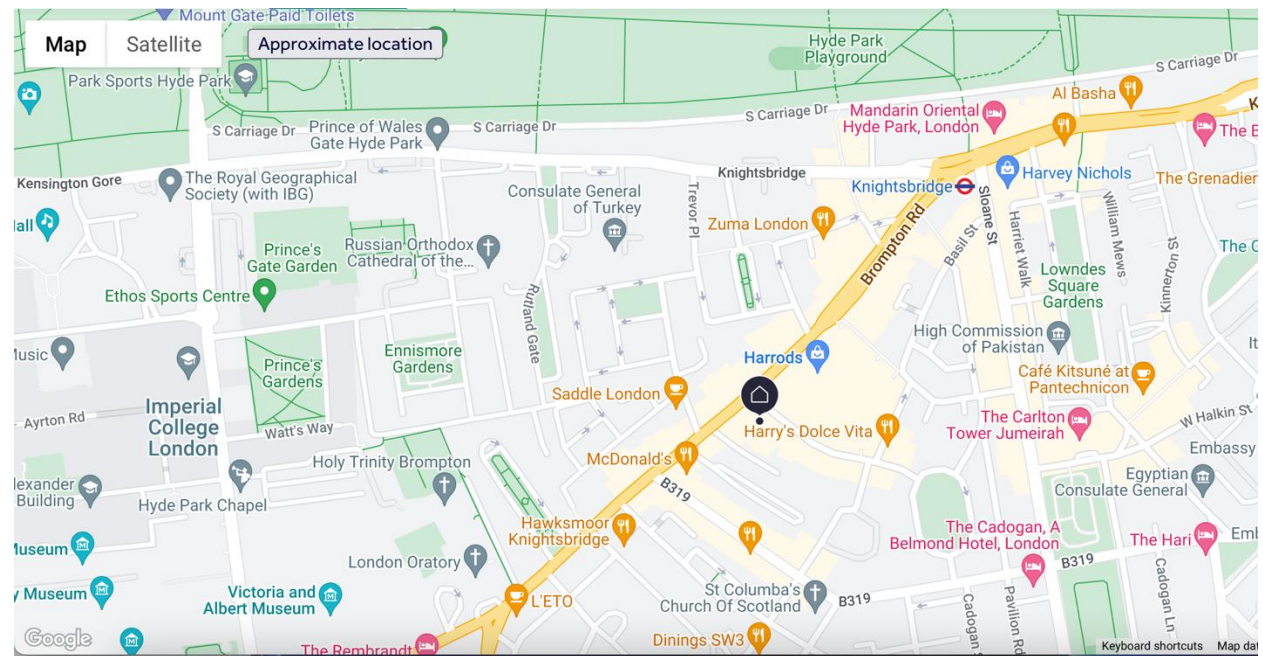 Mount Gate Paid Toilets
Map
Satellite
Approximate location
Hyde Park
Playground
S Carriage Dr
Park Sports Hyde Park
Al Basha
Mandarin Oriental
Hyde Park, London
S Carriage Dr
Prince of Wales
Gate Hyde Park
S Carriage Dr
S Carriage Dr
K
The B
Kensington Gore
The Royal Geographical
Society (with IBG)
Consulate General
of Turkey
Trevor Pl
Knightsbridge
Knightsbridge
Harvey Nichols
The Grenadier
Sloane St
Harriet Walk
William Mews
all
Zuma London
Brompton Rd
Basil St
Kinnerton St
The G
Prince's
Gate Garden
Russian Orthodox
Cathedral of the...
Lowndes
Square
Gardens
Ethos Sports Centre
Rutland Gate
High Commission
of Pakistan
It
Music
Prince's
Gardens
Ennismore
Gardens
Harrods
Café Kitsuné at
Pantechnicon
Saddle London
Ayrton Rd
Imperial
College
London
Watt's Way
Harry's Dolce Vita
The Carlton
Tower Jumeirah
W Halkin St
Embassy
McDonald's
Holy Trinity Brompton
B319
Egyptian
Consulate General
lexander
Building
Hyde Park Chapel
Hawksmoor
Knightsbridge
The Cadogan, A
Belmond Hotel, London
The Hari
Emb
Museum
London Oratory
B319
Cadogan Ln
y Museum
Victoria and
Albert Museum
L'ETO
St Columba's
Church Of Scotland
B319
Cadogan
Pavilion Rd
Google
The Rembrandt
Dinings SW3
Keyboard shortcuts
Map dat